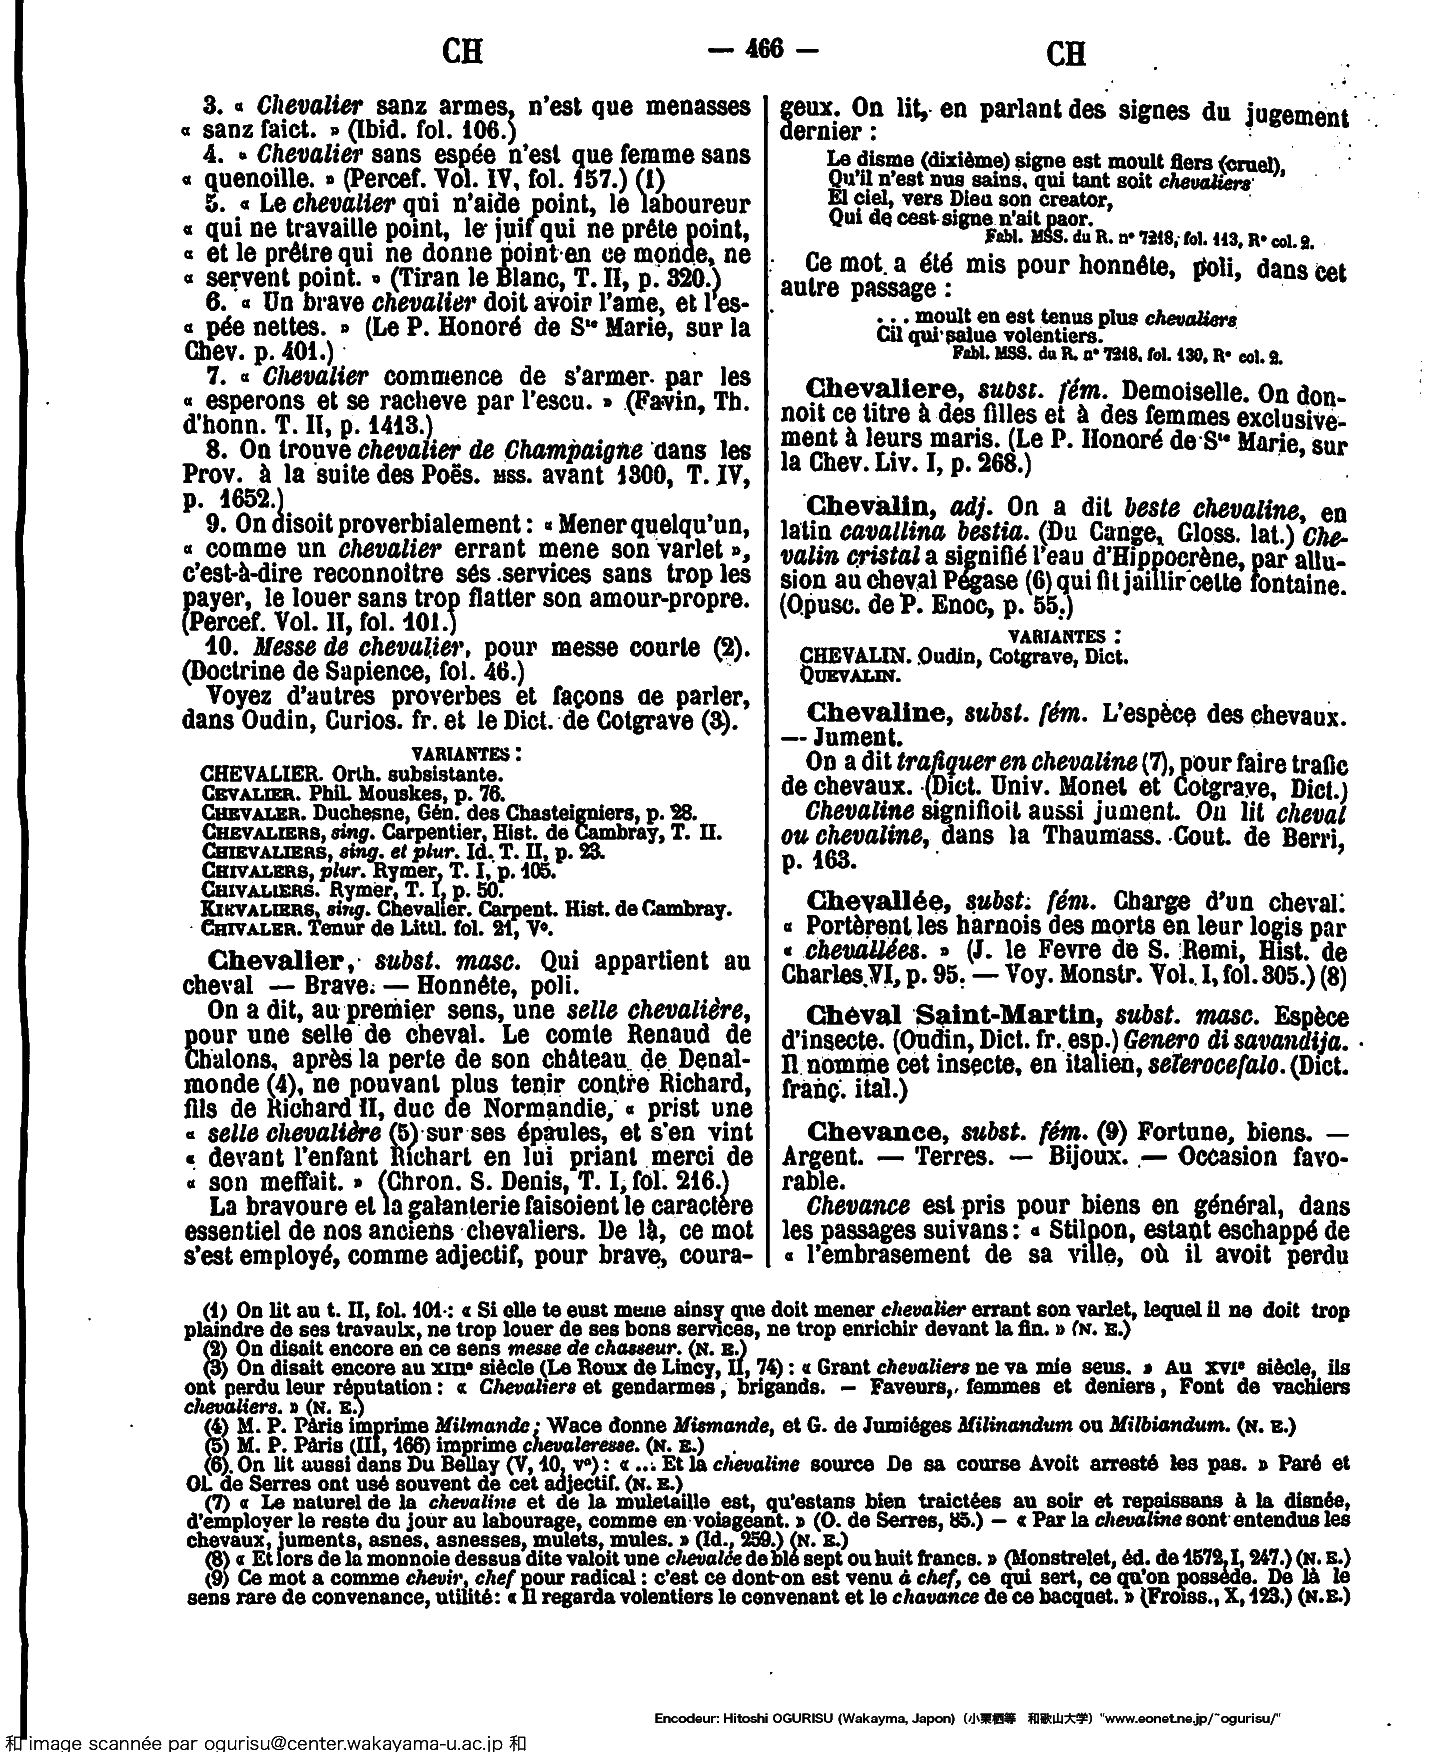 CH — 466 — CH
3. « Chevalier sanz armes, n'est que menasses
« sanz faict. » (Ibid. fol. 106.)
4. « Chevalier sans espée n'est que femme sans
« quenoille. » (Percef. Vol. IV, fol. 157.) (1)
5. « Le chevalier qui n'aide point, le laboureur
« qui ne travaille point, le juif qui ne prête point,
« et le prêtre qui ne donne point en ce monde, ne
« servent point. » (Tiran le Blanc, T. II, p. 320.)
6. « Un brave chevalier doit avoir l'ame, et l'es-
« pée nettes. » (Le P. Honoré de Ste Marie, sur la
Chev. p. 401.)
7. « Chevalier commence de s'armer par les
« esperons et se racheve par l'escu. » (Favin, Th.
d'honn. T. II, p. 1413.)
8. On trouve chevalier de Champaigne dans les
Prov. à la suite des Poës. MSS. avant 1300, T. IV,
p. 1652.)
9. On disoit proverbialement : « Mener quelqu'un,
« comme un chevalier errant mene son varlet »,
c'est-à-dire reconnoitre sés services sans trop les
payer, le louer sans trop flatter son amour-propre.
(Percef. Vol. II, fol. 101.)
10. Messe de chevalier, pour messe courte (2).
(Doctrine de Sapience, fol. 46.)
Voyez d'autres proverbes et façons de parler,
dans Oudin, Curios. fr. et le Dict. de Cotgrave (3).
VARIANTES :
CHEVALIER. Orth. subsistante.
CEVALIER. Phil. Mouskes, p. 76.
CHEVALER. Duchesne, Gén. des Chasteigniers, p. 28.
CHEVALIERS, sing. Carpentier, Hist. de Cambray, T. II.
CHIEVALIERS, sing. et plur. Id. T. II, p. 23.
CHIVALERS, plur. Rymer, T. I, p. 105.
CHIVALIERS. Rymer, T. I, p. 50.
KIEVALIERS, sing. Chevalier. Carpent. Hist. de Cambray.
CHIVALER. Tenur de Littl. fol. 21, Vo.
Chevalier, subst. masc. Qui appartient au
cheval — Brave. — Honnête, poli.
On a dit, au premier sens, une selle chevalière,
pour une selle de cheval. Le comte Renaud de
Châlons, après la perte de son château de Denal-
monde (4), ne pouvant plus tenir contre Richard,
fils de Richard II, duc de Normandie, « prist une
« selle chevalière (5) sur ses épaules, et s'en vint
« devant l'enfant Richart en lui priant merci de
« son meffait. » (Chron. S. Denis, T. I, fol. 216.)
La bravoure et la galanterie faisoient le caractère
essentiel de nos anciens chevaliers. De là, ce mot
s'est employé, comme adjectif, pour brave, coura-
geux. On lit, en parlant des signes du jugement
dernier :
Le disme (dixième) signe est moult fiers (cruel),
Qu'il n'est nus sains, qui tant soit chevaliers
El ciel, vers Dieu son creator,
Qui de cest signe n'ait paor.
Fabl. MSS. du R. no 7218, fol. 113, Ro col. 2.
Ce mot a été mis pour honnête, poli, dans cet
autre passage :
. . . moult en est tenus plus chevaliers
Cil qui salue volentiers.
Fabl. MSS. du R. no 7218, fol. 130, Ro col. 2.
Chevaliere, subst. fém. Demoiselle. On don-
noit ce titre à des filles et à des femmes exclusive-
ment à leurs maris. (Le P. Honoré de Ste Marie, sur
la Chev. Liv. I, p. 268.)
Chevalin, adj. On a dit beste chevaline, en
latin cavallina bestia. (Du Cange, Gloss. lat.) Che-
valin cristal a signifié l'eau d'Hippocrène, par allu-
sion au cheval Pégase (6) qui fit jaillir cette fontaine.
(Opusc. de P. Enoc, p. 55.)
VARIANTES :
CHEVALIN. Oudin, Cotgrave, Dict.
QUEVALIN.
Chevaline, subst. fém. L'espèce des chevaux.
— Jument.
On a dit trafiquer en chevaline (7), pour faire trafic
de chevaux. (Dict. Univ. Monet et Cotgrave, Dict.)
Chevaline signifioit aussi jument. On lit cheval
ou chevaline, dans la Thaumass. Cout. de Berri,
p. 163.
Chevallée, subst. fém. Charge d'un cheval:
« Portèrent les harnois des morts en leur logis par
« chevallées. » (J. le Fevre de S. Remi, Hist. de
Charles VI, p. 95. — Voy. Monstr. Vol. I, fol. 305.) (8)
Cheval Saint-Martin, subst. masc. Espèce
d'insecte. (Oudin, Dict. fr. esp.) Genero di savandija.
Il nomme cet insecte, en italien, seterocefalo. (Dict.
franç. ital.)
Chevance, subst. fém. (9) Fortune, biens. —
Argent. — Terres. — Bijoux. — Occasion favo-
rable.
Chevance est pris pour biens en général, dans
les passages suivans : « Stilpon, estant eschappé de
« l'embrasement de sa ville, où il avoit perdu
(1) On lit au t. II, fol. 101 : « Si elle te eust mene ainsy que doit mener chevalier errant son varlet, lequel il ne doit trop
plaindre de ses travaulx, ne trop louer de ses bons services, ne trop enrichir devant la fin. » (N. E.)
(2) On disait encore en ce sens messe de chasseur. (N. E.)
(3) On disait encore au XIIIe siècle (Le Roux de Lincy, II, 74) : « Grant chevaliers ne va mie seus. » Au XVIe siècle, ils
ont perdu leur réputation : « Chevaliers et gendarmes, brigands. — Faveurs, femmes et deniers, Font de vachiers
chevaliers. » (N. E.)
(4) M. P. Pâris imprime Milmande ; Wace donne Mismande, et G. de Jumiéges Milinandum ou Milbiandum. (N. E.)
(5) M. P. Pâris (III, 166) imprime chevaleresse. (N. E.)
(6) On lit aussi dans Du Bellay (V, 10, vo) : « ... Et la chevaline source De sa course Avoit arresté les pas. » Paré et
Ol. de Serres ont usé souvent de cet adjectif. (N. E.)
(7) « Le naturel de la chevaline et de la muletaille est, qu'estans bien traictées au soir et repaissans à la disnée,
d'employer le reste du jour au labourage, comme en voiageant. » (O. de Serres, 85.) — « Par la chevaline sont entendus les
chevaux, juments, asnes, asnesses, mulets, mules. » (Id., 259.) (N. E.)
(8) « Et lors de la monnoie dessus dite valoit une chevalée de blé sept ou huit francs. » (Monstrelet, éd. de 1572, I, 247.) (N. E.)
(9) Ce mot a comme chevir, chef pour radical : c'est ce dont on est venu à chef, ce qui sert, ce qu'on possède. De là le
sens rare de convenance, utilité : « Il regarda volentiers le convenant et le chavance de ce bacquet. » (Froiss., X, 123.) (N. E.)
Encodeur: Hitoshi OGURISU (Wakayma, Japon) (小栗栖等 和歌山大学) "www.eonet.ne.jp/~ogurisu/"
和 image scannée par ogurisu@center.wakayama-u.ac.jp 和